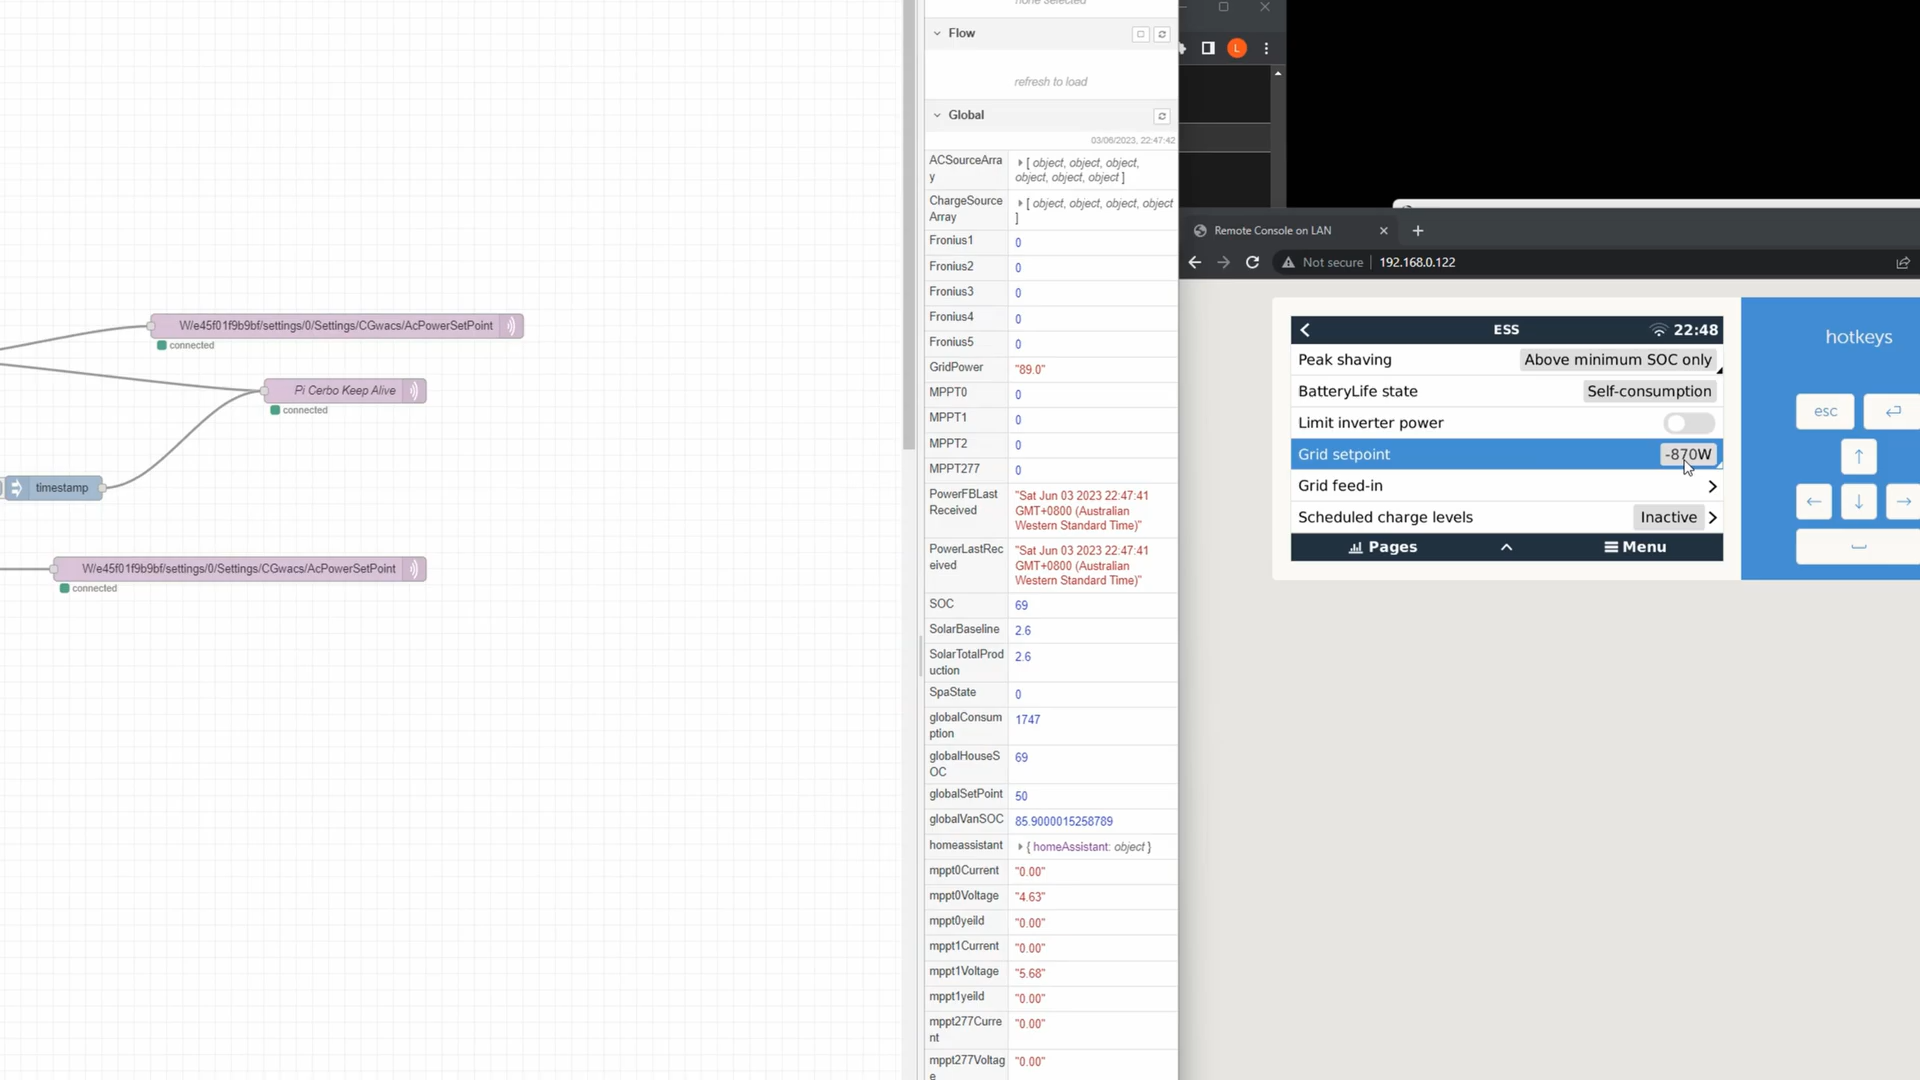 W/e45f01f9b9bf/settings/0/Settings/CGwacs/AcPowerSetPoint
connected
Pi Cerbo Keep Alive
connected
timestamp
W/e45f01f9b9bf/settings/0/Settings/CGwacs/AcPowerSetPoint
connected
none selected
Flow
refresh to load
Global
03/06/2023, 22:47:42
ACSourceArra
y
[ object, object, object,
object, object, object ]
ChargeSource
Array
[ object, object, object, object
]
Fronius1
0
Fronius2
0
Fronius3
0
Fronius4
0
Fronius5
0
GridPower
"89.0"
MPPT0
0
MPPT1
0
MPPT2
0
MPPT277
0
PowerFBLast
Received
"Sat Jun 03 2023 22:47:41
GMT+0800 (Australian
Western Standard Time)"
PowerLastRec
eived
"Sat Jun 03 2023 22:47:41
GMT+0800 (Australian
Western Standard Time)"
SOC
69
SolarBaseline
2.6
SolarTotalProd
uction
2.6
SpaState
0
globalConsum
ption
1747
globalHouseS
OC
69
globalSetPoint
50
globalVanSOC
85.9000015258789
homeassistant
{ homeAssistant: object }
mppt0Current
"0.00"
mppt0Voltage
"4.63"
mppt0yeild
"0.00"
mppt1Current
"0.00"
mppt1Voltage
"5.68"
mppt1yeild
"0.00"
mppt277Curre
nt
"0.00"
mppt277Voltag
e
"0.00"
L
Remote Console on LAN
Not secure
192.168.0.122
ESS
22:48
Peak shaving
Above minimum SOC only
BatteryLife state
Self-consumption
Limit inverter power
Grid setpoint
-870W
Grid feed-in
Scheduled charge levels
Inactive
Pages
Menu
hotkeys
esc